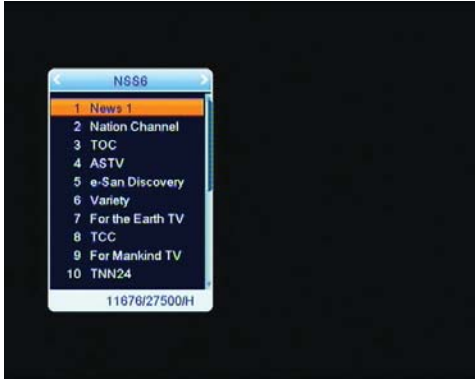 NSS6
1 News 1
2 Nation Channel
3 TOC
4 ASTV
5 e-San Discovery
6 Variety
7 For the Earth TV
8 TCC
9 For Mankind TV
10 TNN24
11676/27500/H